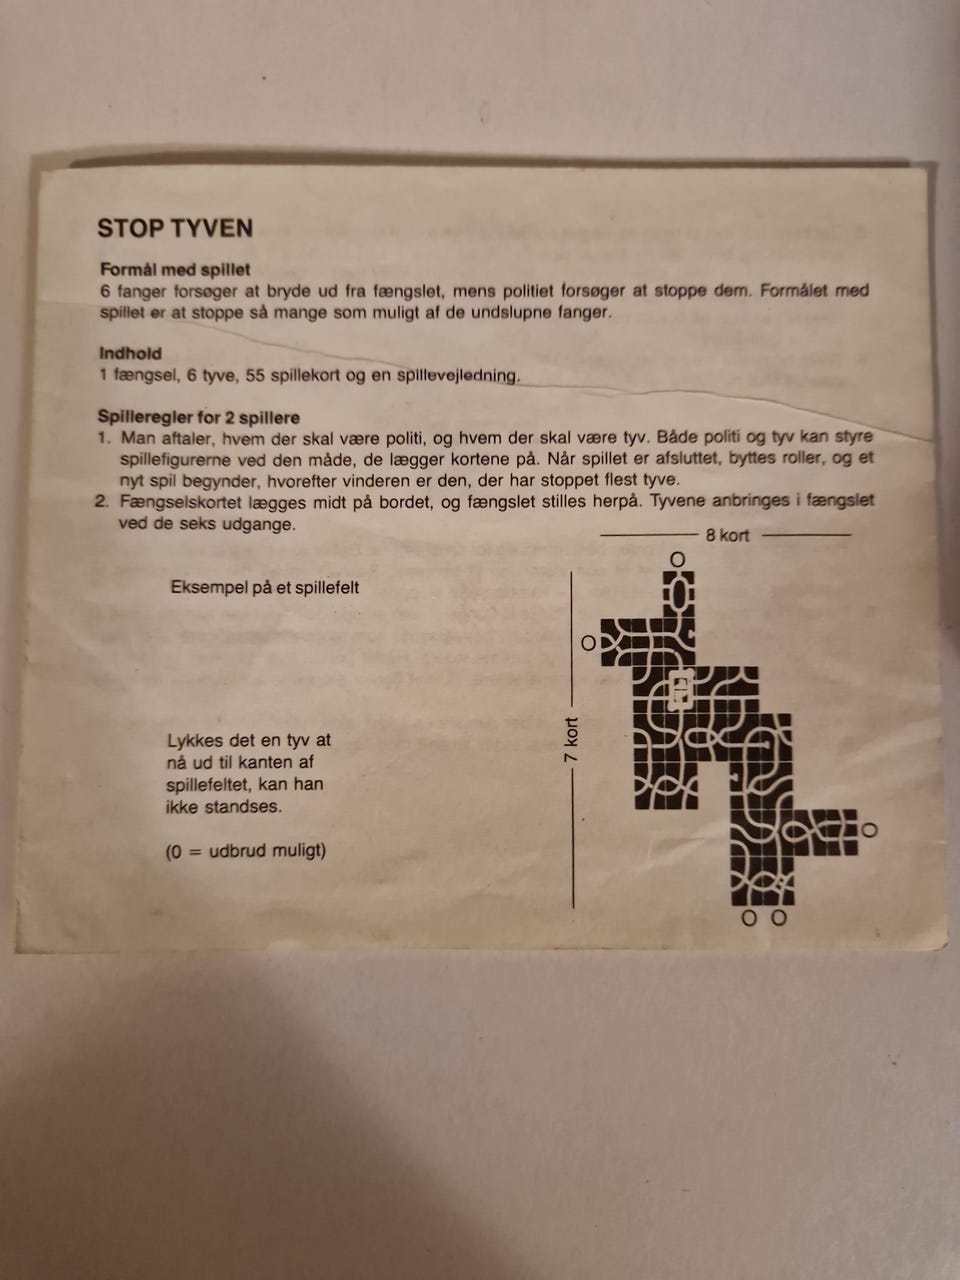 STOP TYVEN
Formål med spillet
6 fanger forsøger at bryde ud fra fængslet, mens politiet forsøger at stoppe dem. Formålet med
spillet er at stoppe så mange som muligt af de undslupne fanger.
Indhold
1 fængsel, 6 tyve, 55 spillekort og en spillevejledning.
Spilleregler for 2 spillere
1. Man aftaler, hvem der skal være politi, og hvem der skal være tyv. Både politi og tyv kan styre
spillefigurerne ved den måde, de lægger kortene på. Når spillet er afsluttet, byttes roller, og et
nyt spil begynder, hvorefter vinderen er den, der har stoppet flest tyve.
2. Fængselskortet lægges midt på bordet, og fængslet stilles herpå. Tyvene anbringes i fængslet
ved de seks udgange.
8 kort
O
Eksempel på et spillefelt
O
7 kort
Lykkes det en tyv at
nå ud til kanten af
spillefeltet, kan han
ikke standses.
O
(0 = udbrud muligt)
O O